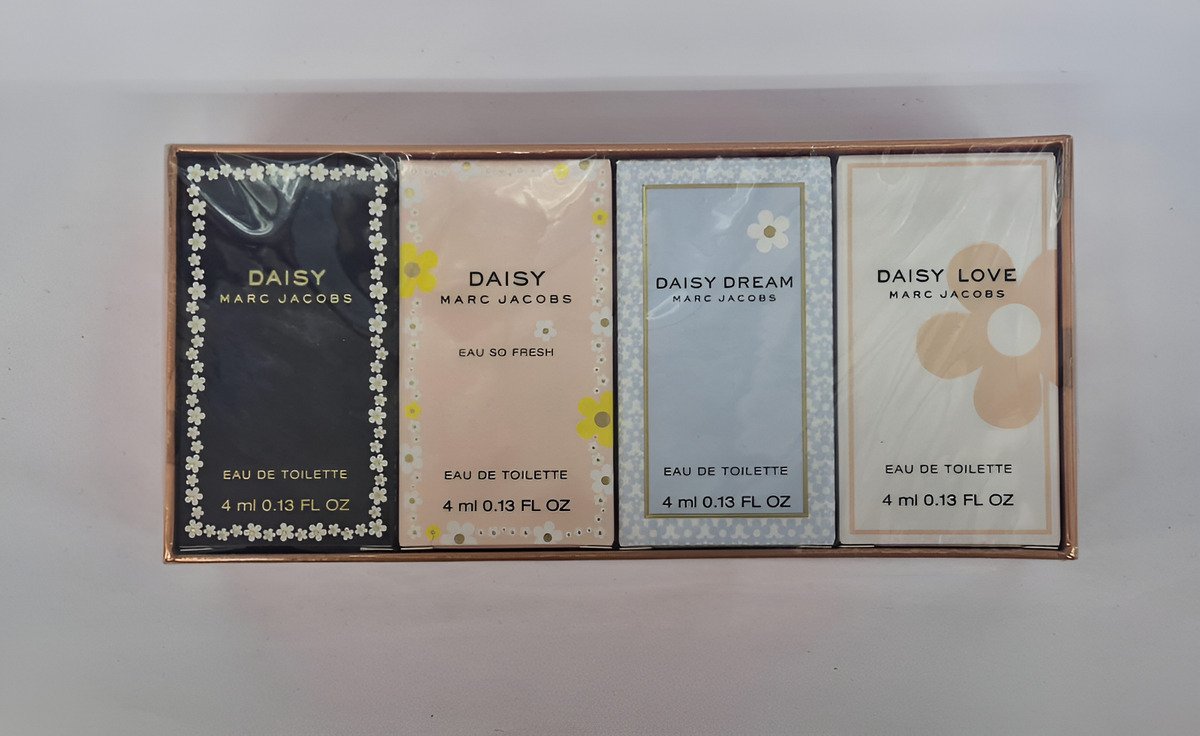 DAISY
MARC JACOBS
EAU DE TOILETTE
4 ml 0.13 FL OZ
DAISY
MARC JACOBS
EAU SO FRESH
EAU DE TOILETTE
4 ml 0.13 FL OZ
DAISY DREAM
MARC JACOBS
EAU DE TOILETTE
4 ml 0.13 FL OZ
DAISY LOVE
MARC JACOBS
EAU DE TOILETTE
4 ml 0.13 FL OZ